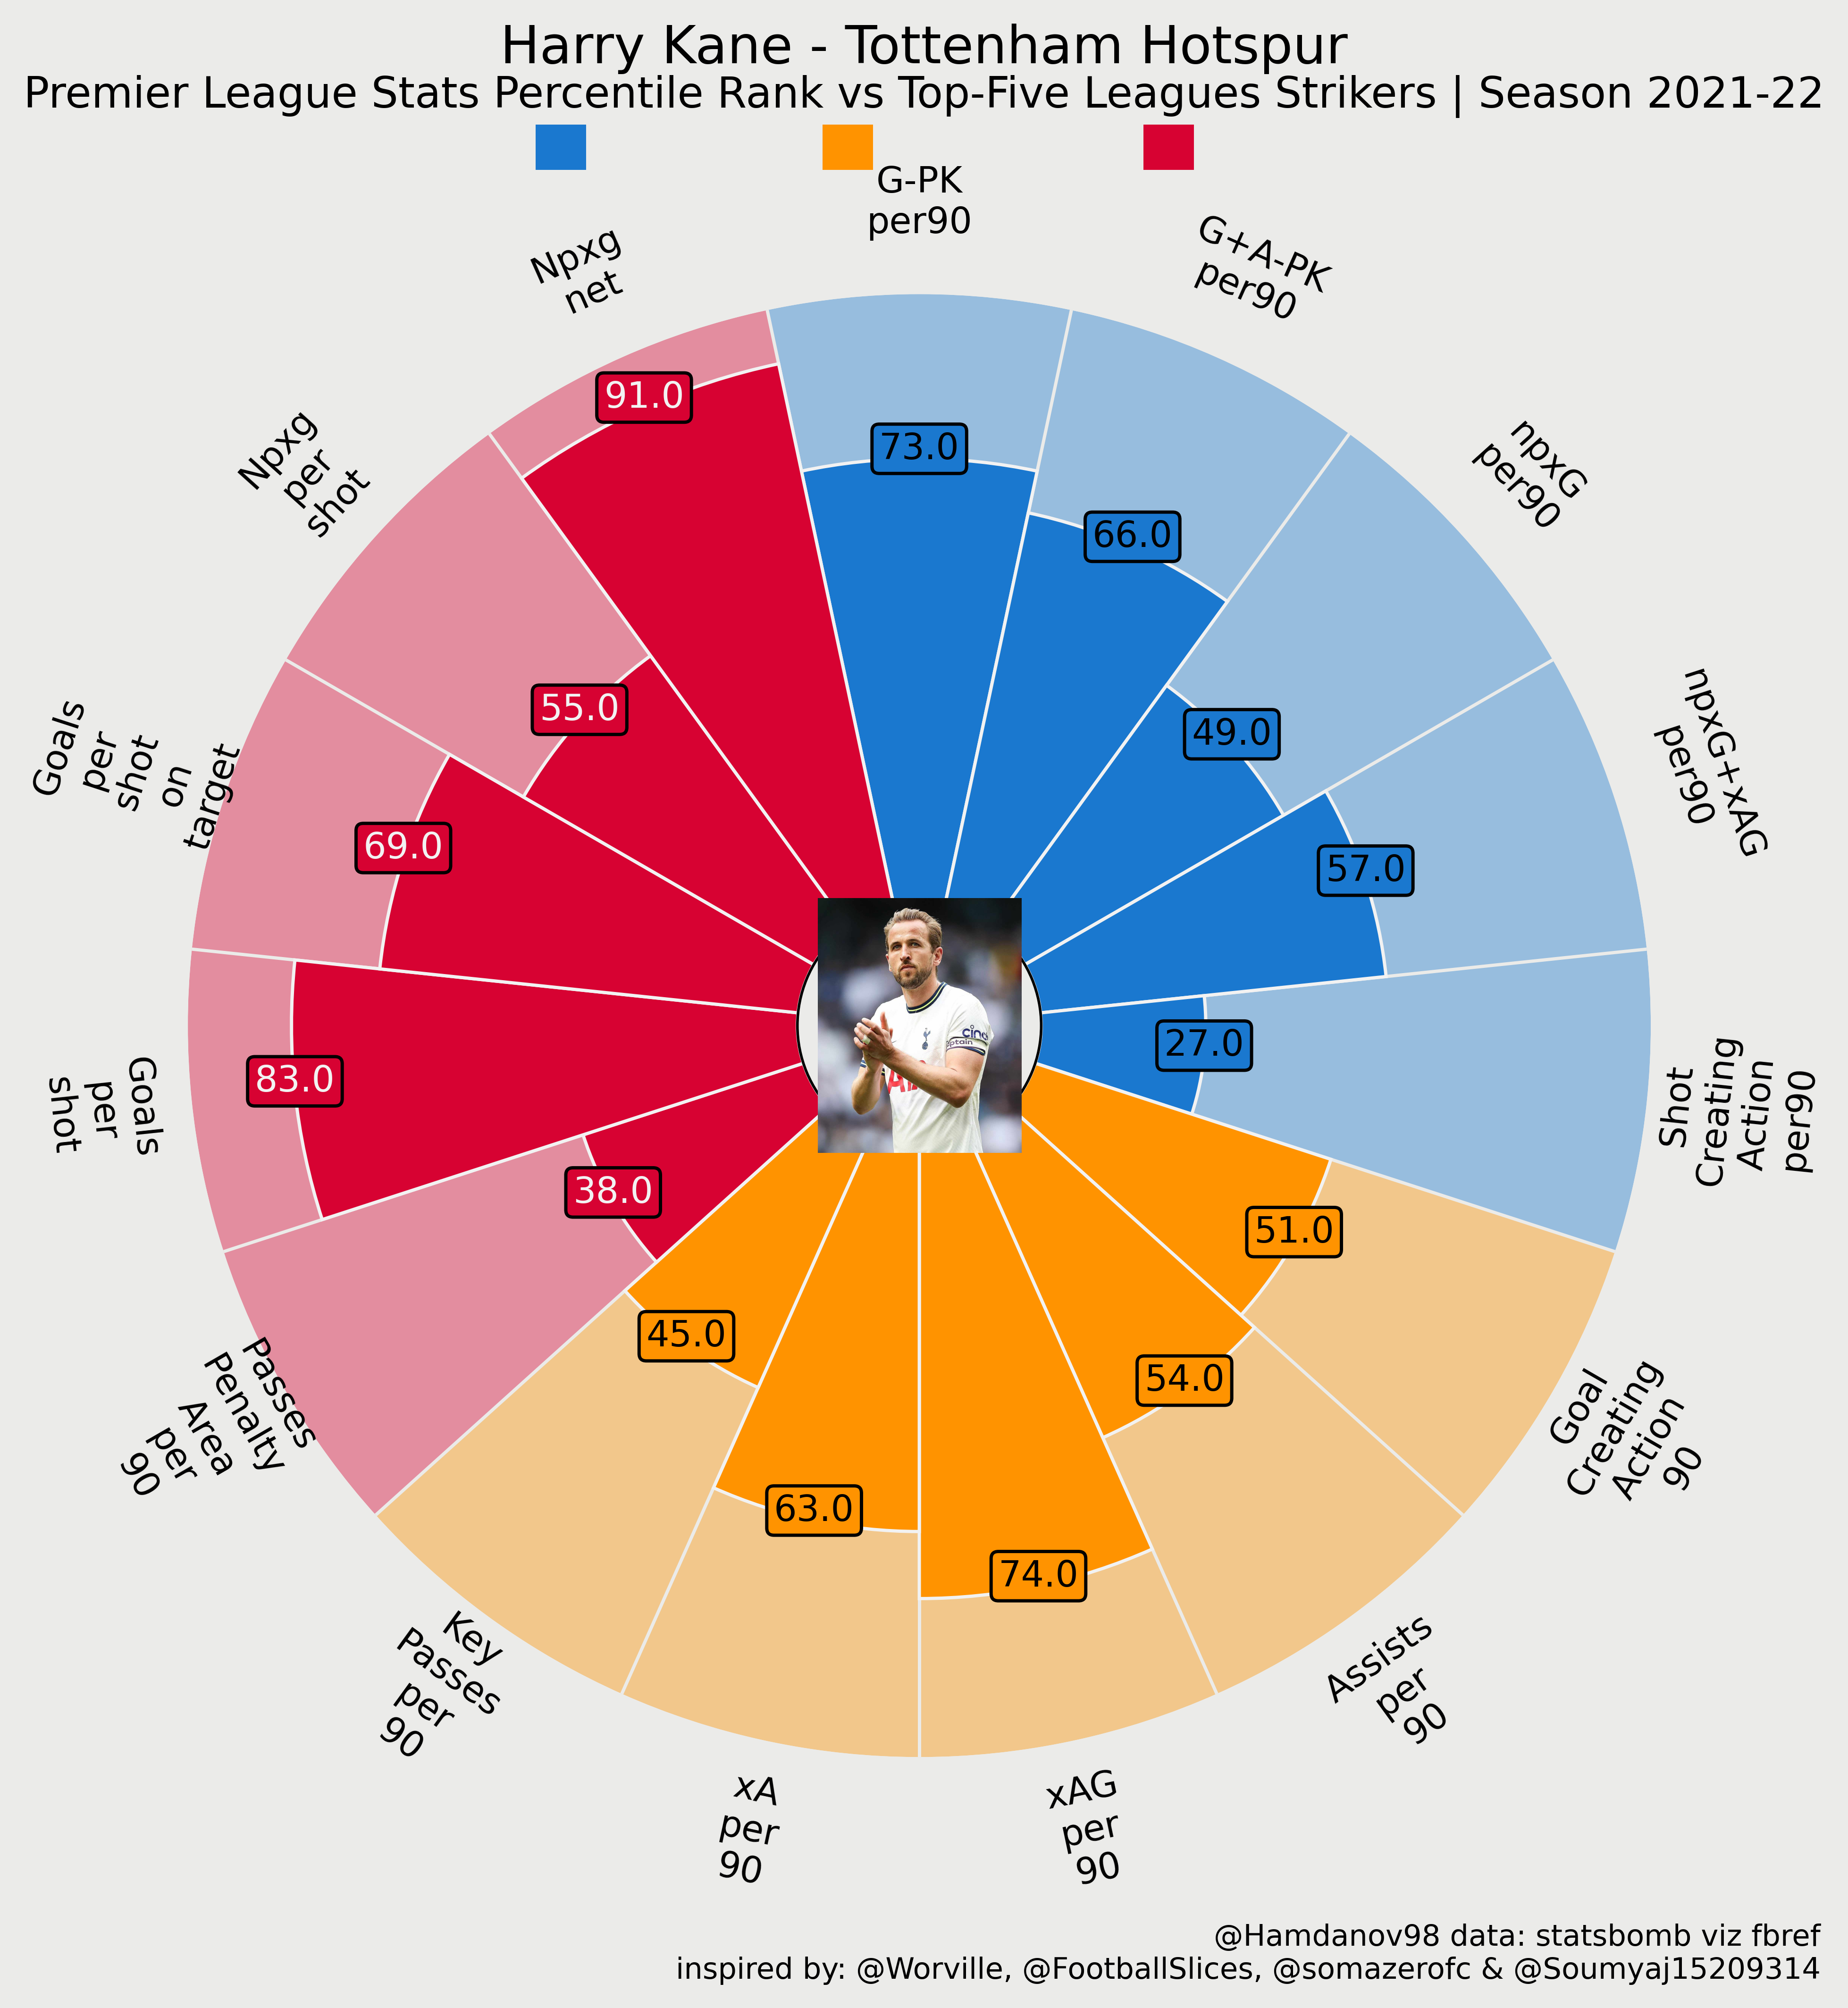 Harry Kane - Tottenham Hotspur
Premier League Stats Percentile Rank vs Top-Five Leagues Strikers | Season 2021-22
G-PK
per90
G+A-PK
per90
npxG
per90
npxG+xAG
per90
Shot
Creating
Action
per90
Goal
Creating
Action
90
Assists
per
90
xAG
per
90
xA
per
90
Key
Passes
per
90
Passes
Penalty
Area
per
90
Goals
per
shot
Goals
per
shot
on
target
Npxg
per
shot
Npxg
net
73.0
66.0
49.0
57.0
27.0
51.0
54.0
74.0
63.0
45.0
38.0
83.0
69.0
55.0
91.0
@Hamdanov98 data: statsbomb viz fbref
inspired by: @Worville, @FootballSlices, @somazerofc & @Soumyaj15209314